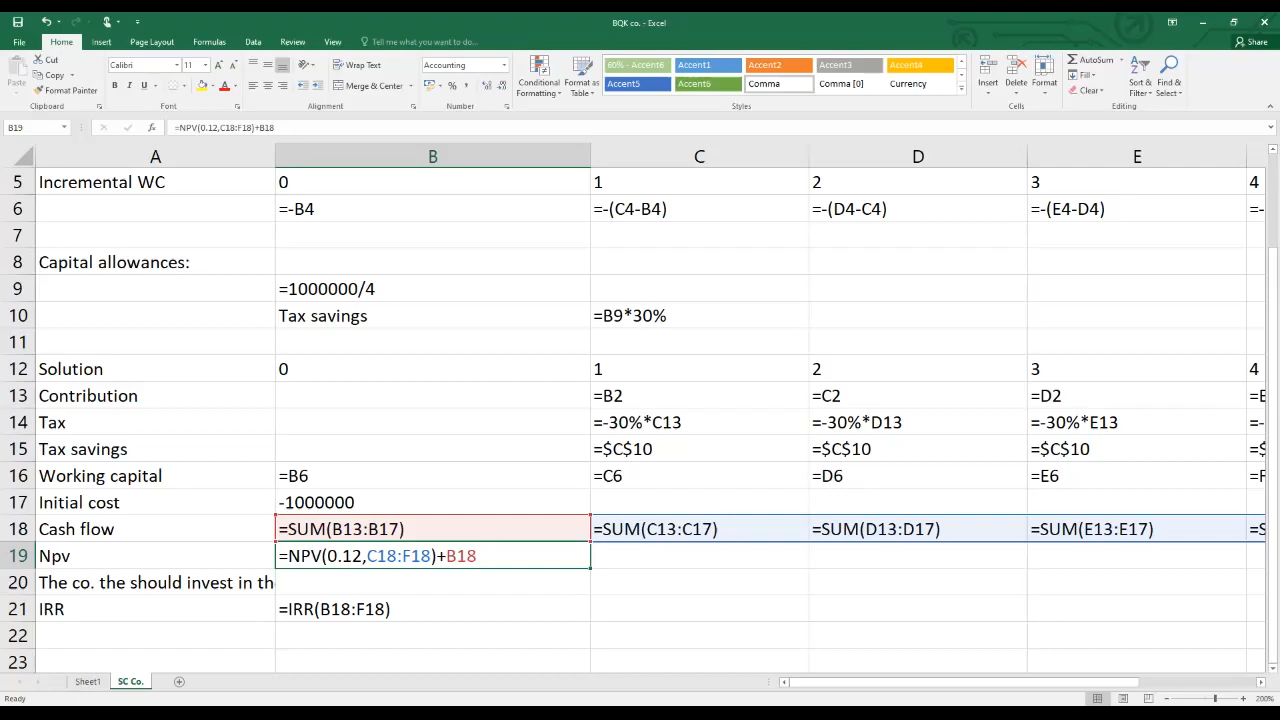 BQK co. - Excel
File Home Insert Page Layout Formulas Data Review View Tell me what you want to do... Share
Cut
Copy
Format Painter
Paste
Clipboard
Calibri 11
Font
Wrap Text
Merge & Center
Alignment
Accounting
Number
Conditional Formatting
Format as Table
60% - Accent6 Accent1 Accent2 Accent3 Accent4
Accent5 Accent6 Comma Comma [0] Currency
Styles
Insert Delete Format
Cells
AutoSum
Fill
Clear
Sort & Filter
Find & Select
Editing
B19 fx =NPV(0.12,C18:F18)+B18
A B C D E
5 Incremental WC 0 1 2 3 4
6 =-B4 =-(C4-B4) =-(D4-C4) =-(E4-D4) =-
7
8 Capital allowances:
9 =1000000/4
10 Tax savings =B9*30%
11
12 Solution 0 1 2 3 4
13 Contribution =B2 =C2 =D2 =E
14 Tax =-30%*C13 =-30%*D13 =-30%*E13 =-
15 Tax savings =$C$10 =$C$10 =$C$10 =$
16 Working capital =B6 =C6 =D6 =E6 =F
17 Initial cost -1000000
18 Cash flow =SUM(B13:B17) =SUM(C13:C17) =SUM(D13:D17) =SUM(E13:E17) =S
19 Npv =NPV(0.12,C18:F18)+B18
20 The co. the should invest in th
21 IRR =IRR(B18:F18)
22
23
Sheet1 SC Co.
Ready 200%